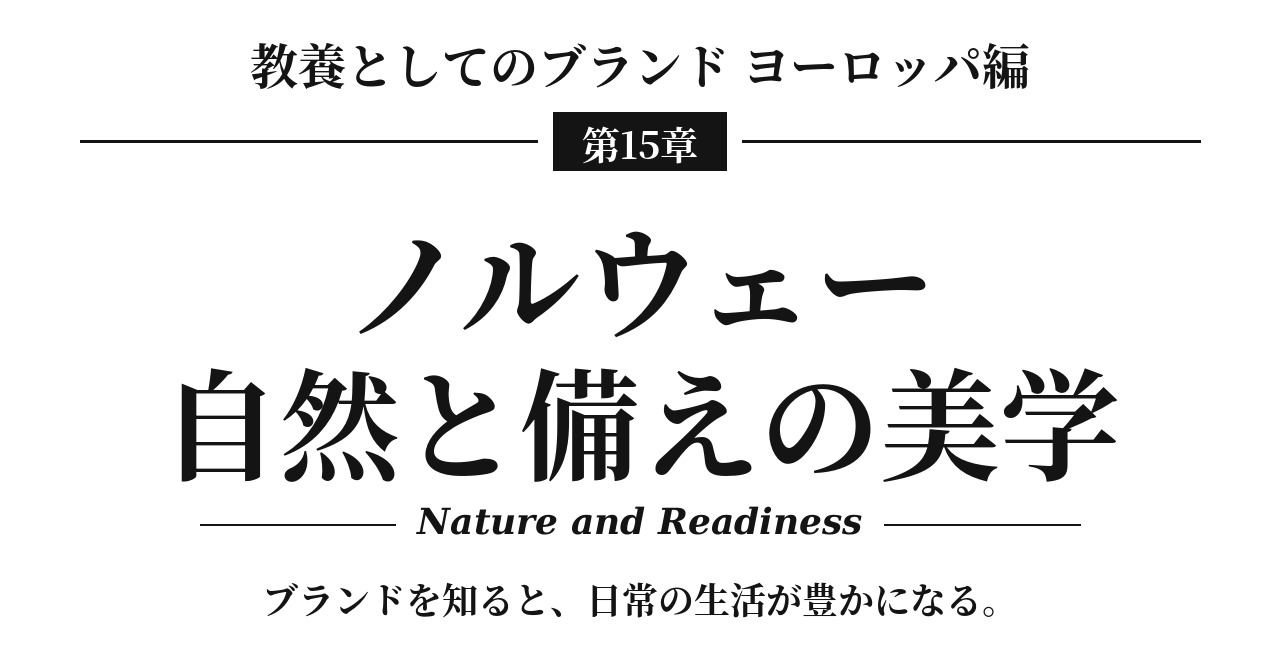 教養としてのブランド ヨーロッパ編
第15章
ノルウェー
自然と備えの美学
Nature and Readiness
ブランドを知ると、日常の生活が豊かになる。